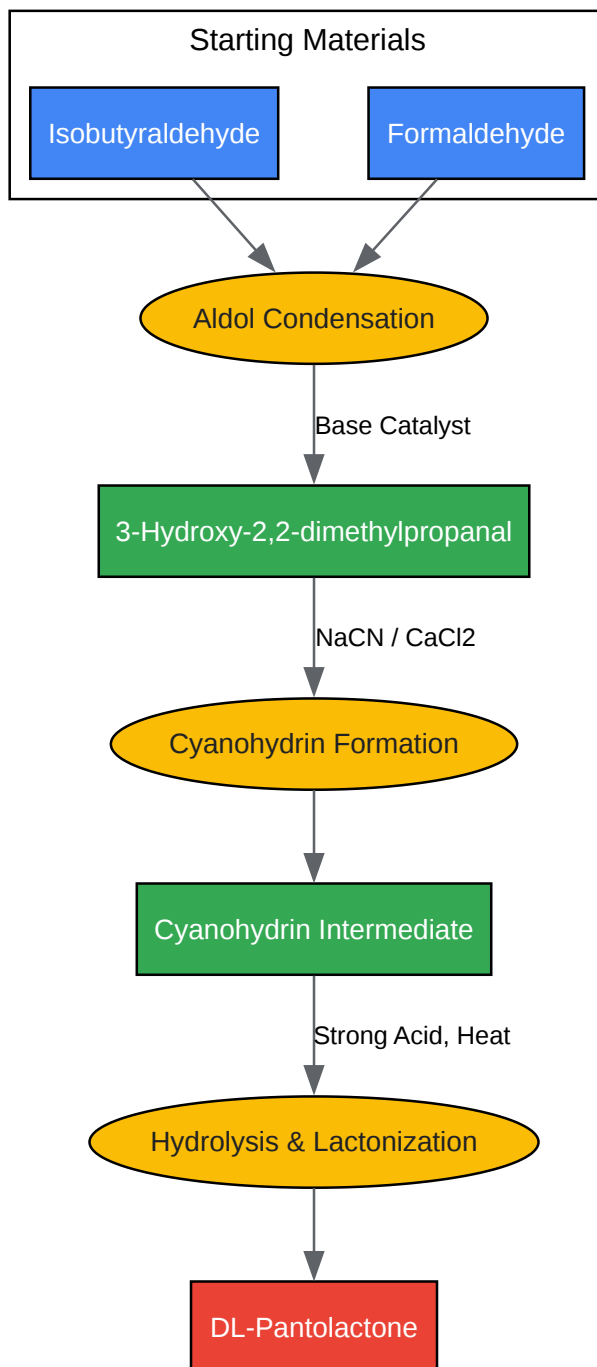 Starting Materials
Isobutyraldehyde
Formaldehyde
Aldol Condensation
Base Catalyst
3-Hydroxy-2,2-dimethylpropanal
NaCN / CaCl2
Cyanohydrin Formation
Cyanohydrin Intermediate
Strong Acid, Heat
Hydrolysis & Lactonization
DL-Pantolactone